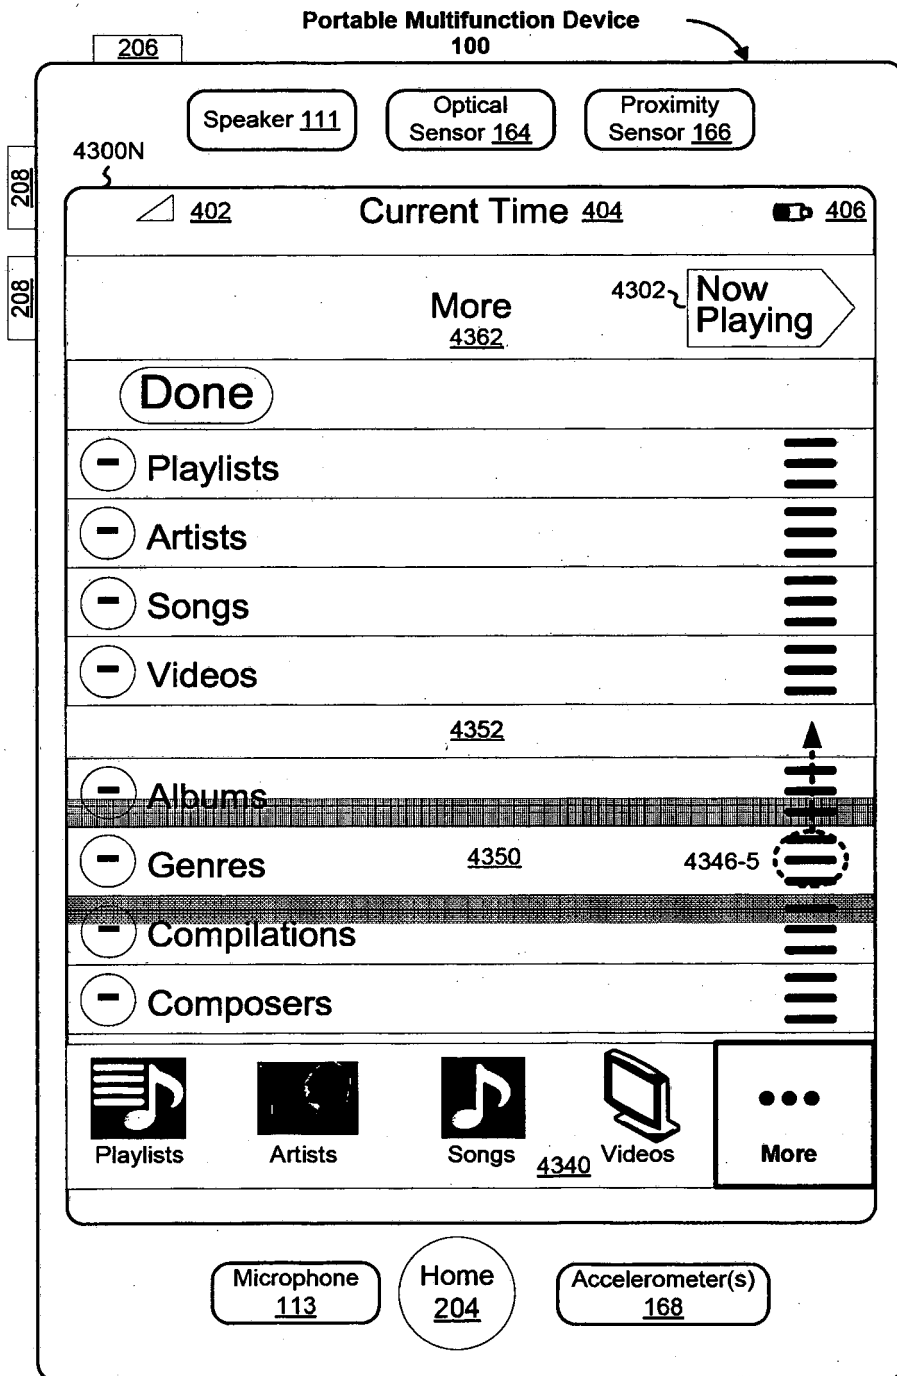 Portable Multifunction Device
100
206
Speaker 111
Optical
Sensor 164
Proximity
Sensor 166
4300N
208
208
402
Current Time 404
406
More
4362
4302
Now
Playing
Done
- Playlists
- Artists
- Songs
- Videos
4352
- Albums
- Genres
4350
4346-5
- Compilations
- Composers
Playlists
Artists
Songs
4340
Videos
More
Microphone
113
Home
204
Accelerometer(s)
168